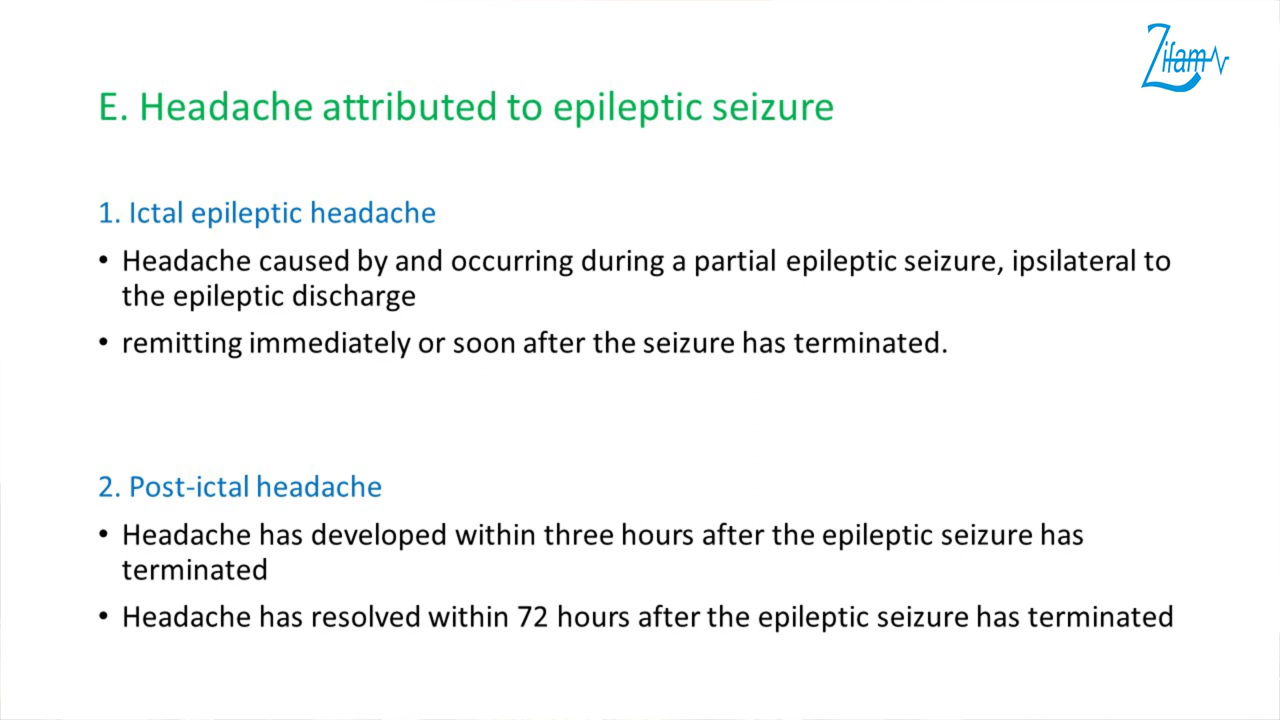 Zifam
E. Headache attributed to epileptic seizure
1. Ictal epileptic headache
• Headache caused by and occurring during a partial epileptic seizure, ipsilateral to
the epileptic discharge
• remitting immediately or soon after the seizure has terminated.
2. Post-ictal headache
• Headache has developed within three hours after the epileptic seizure has
terminated
• Headache has resolved within 72 hours after the epileptic seizure has terminated